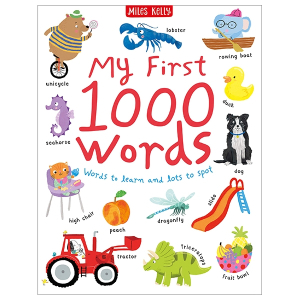 MILES KELLY
lobster
rowing boat
unicycle
My First
1000
Words
duck
seahorse
Words to learn and lots to spot
dog
high chair
peach
dragonfly
slide
tractor
triceratops
fruit bowl